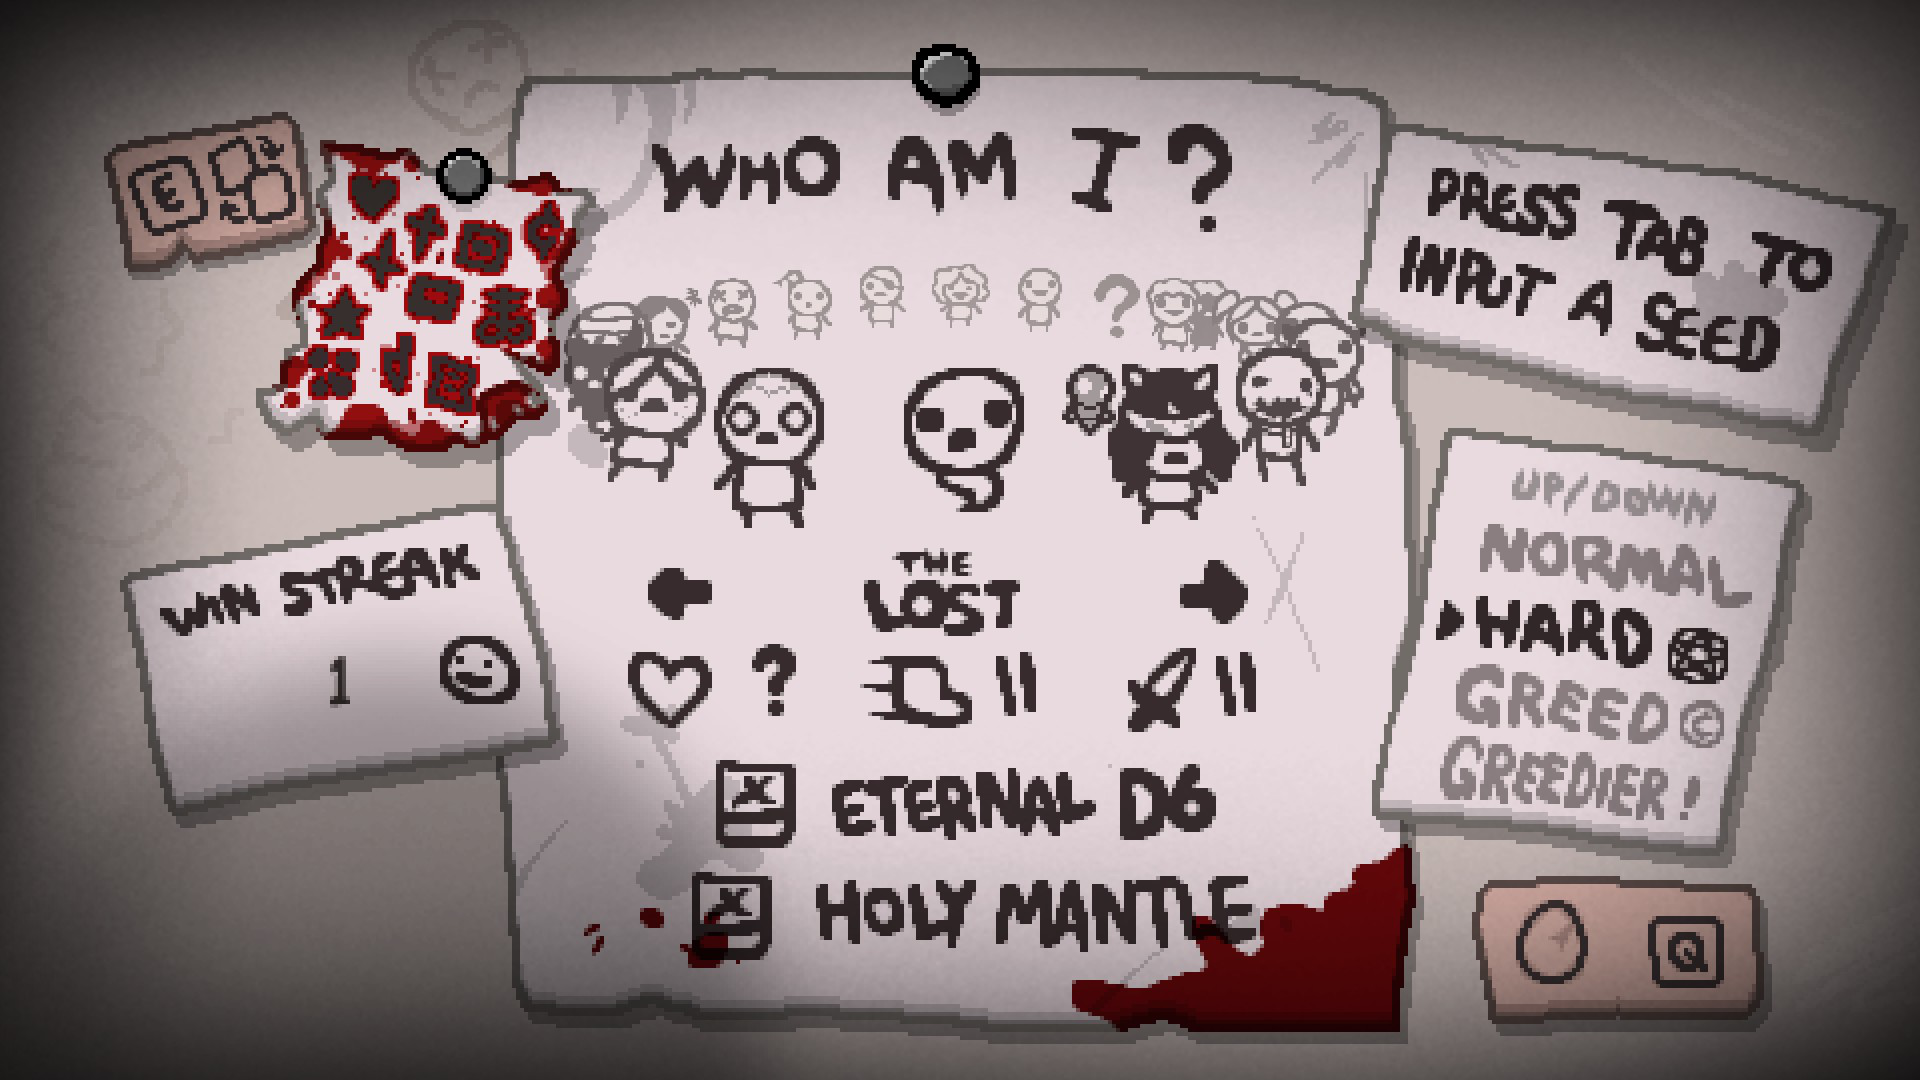 WHO AM I?
E
PRESS TAB TO
INPUT A SEED
WIN STREAK
1
UP/DOWN
NORMAL
HARD
GREED ©
GREEDIER!
?
THE
LOST
?
ETERNAL D6
HOLY MANTLE
Q